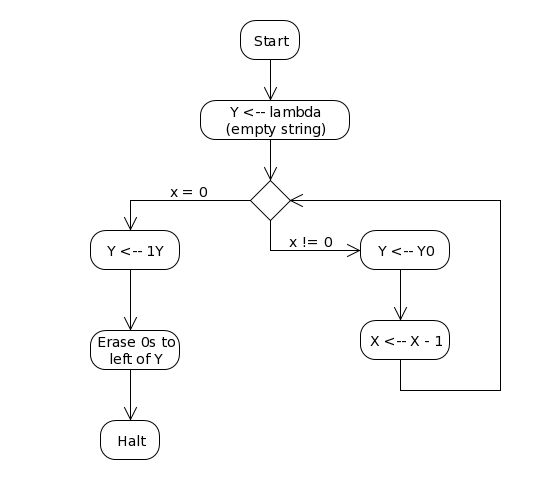 Start
Y <-- lambda
(empty string)
x = 0
x != 0
Y <-- 1Y
Y <-- Y0
Erase 0s to
left of Y
X <-- X - 1
Halt